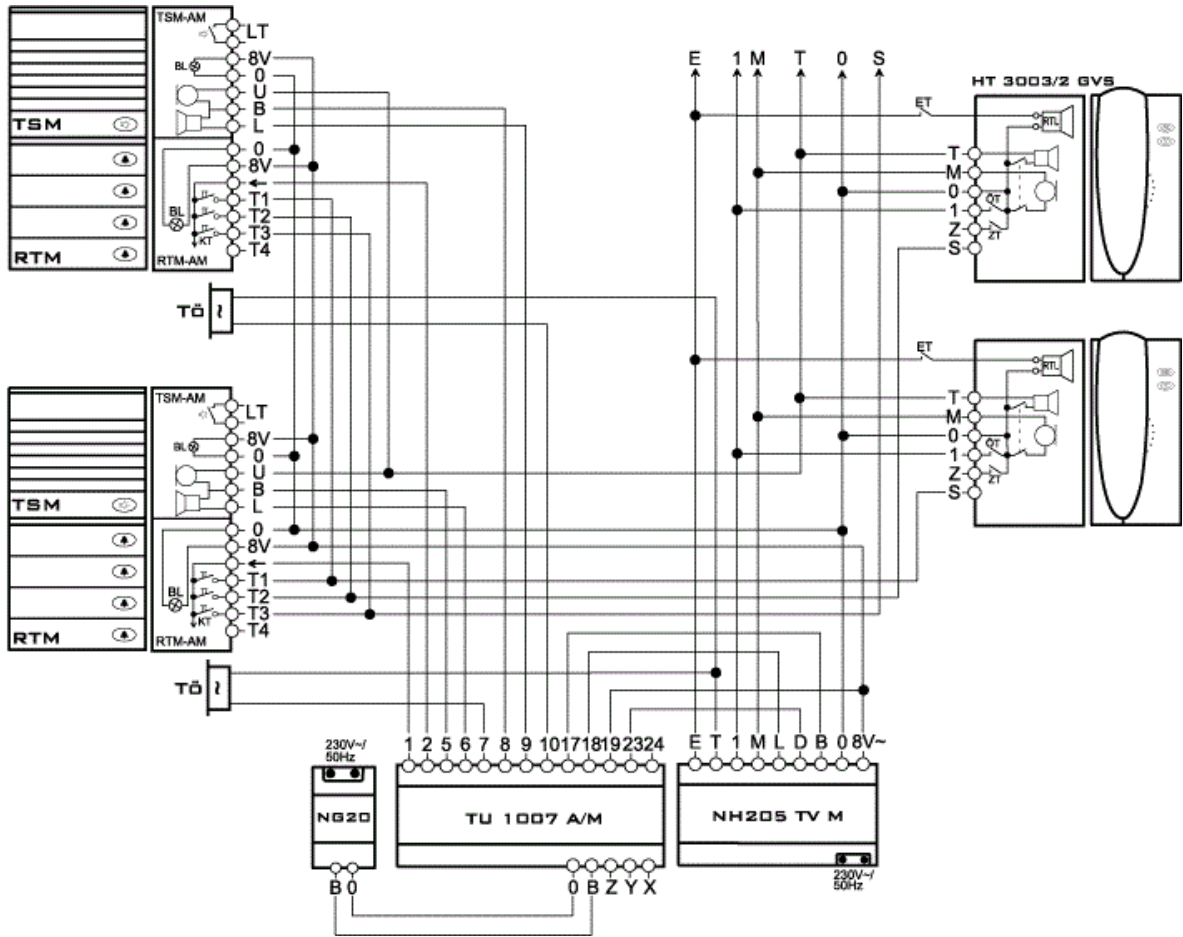 TSM-AM
LT
BL
8V
0
U
B
L
TSM
0
8V
←
T1
T2
T3
T4
BL
KT
RTM
RTM-AM
TÖ ~
E 1 M T 0 S
HT 3003/2 GVS
ET
RTL
T
M
0
1
Z
S
ÖT
ZT
ET
RTL
T
M
0
1
Z
S
ÖT
ZT
TSM-AM
LT
BL
8V
0
U
B
L
TSM
0
8V
←
T1
T2
T3
T4
BL
KT
RTM
RTM-AM
TÖ ~
230V~/
50Hz
NG20
B 0
1 2 5 6 7 8 9 10 17 18 19 23 24
TU 1007 A/M
0 B Z Y X
E T 1 M L D B 0 8V~
NH205 TV M
230V~/
50Hz